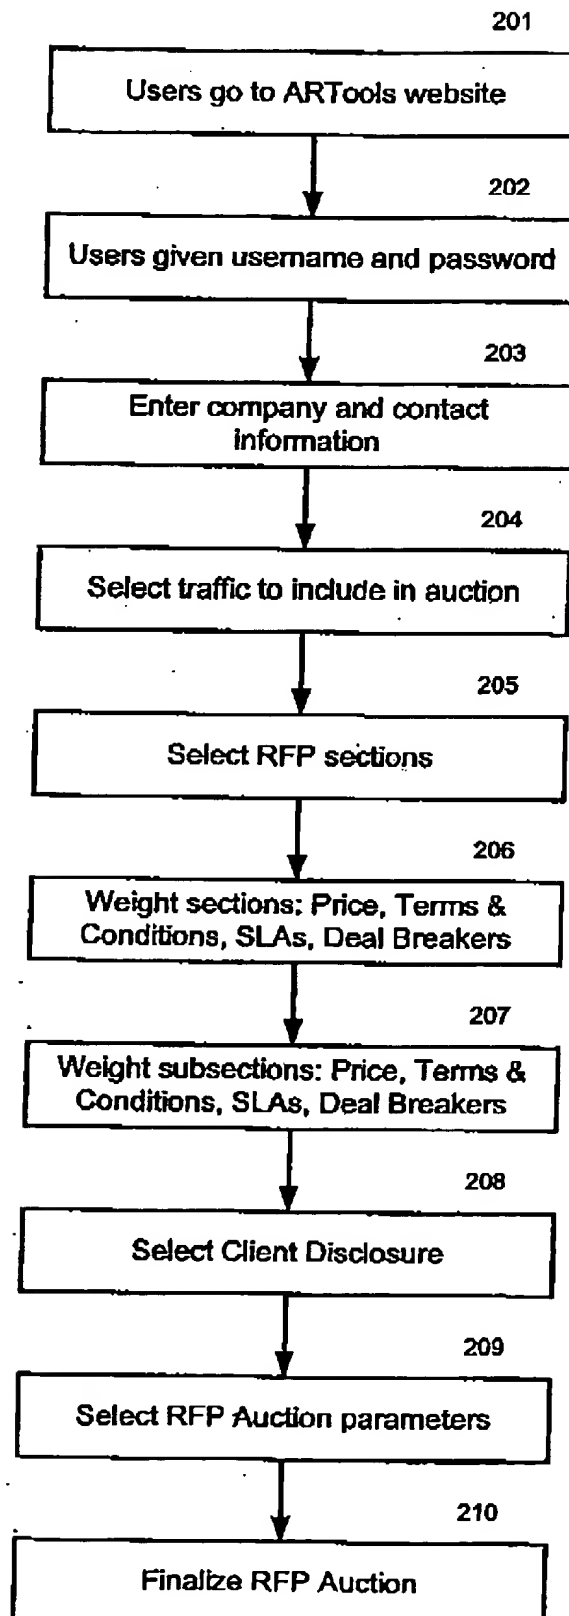 201
Users go to ARTools website
202
Users given username and password
203
Enter company and contact
information
204
Select traffic to include in auction
205
Select RFP sections
206
Weight sections: Price, Terms &
Conditions, SLAs, Deal Breakers
207
Weight subsections: Price, Terms &
Conditions, SLAs, Deal Breakers
208
Select Client Disclosure
209
Select RFP Auction parameters
210
Finalize RFP Auction